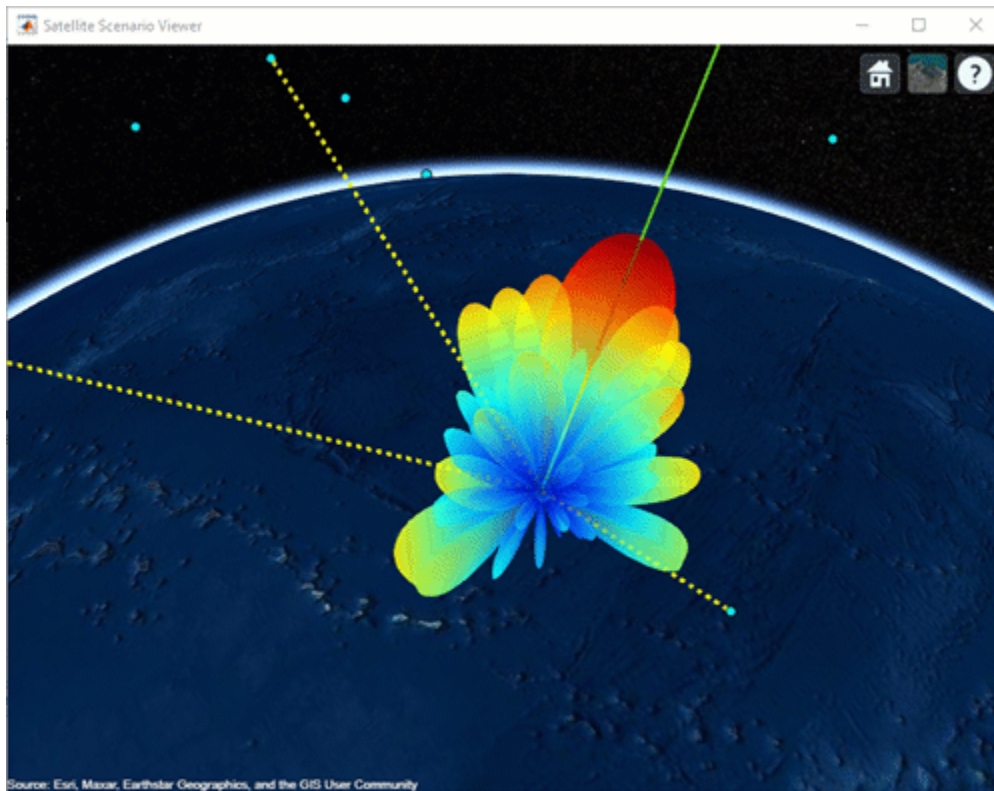 Satellite Scenario Viewer
?
Source: Esri, Maxar, Earthstar Geographics, and the GIS User Community